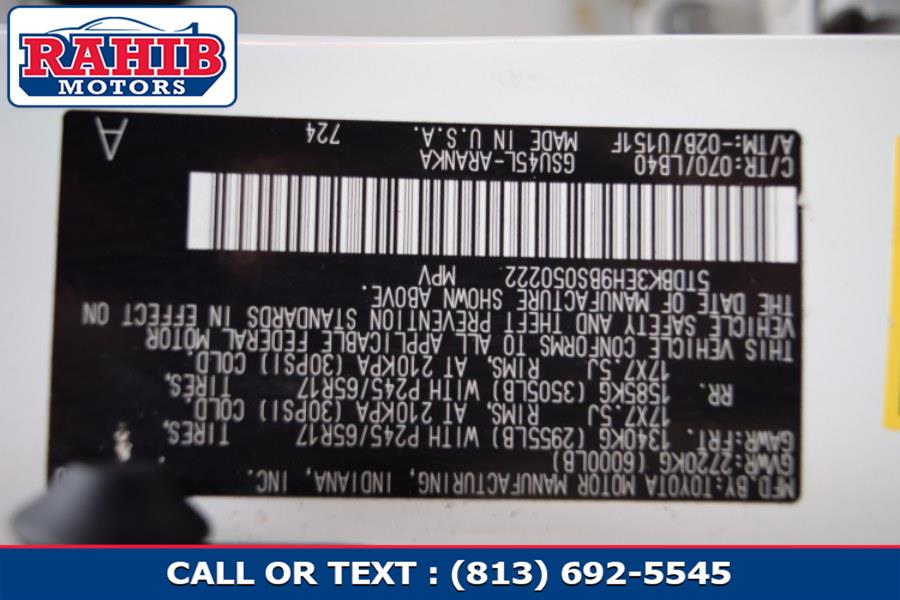 RAHIB
MOTORS
MFD.BY:TOYOTA MOTOR MANUFACTURING, INDIANA, INC.
GVWR:2720KG (6000LB)
GAWR:FRT. 1340KG (2955LB) WITH P245/65R17 TIRES,
17X7.5J RIMS, AT 210KPA (30PSI) COLD
RR. 1585KG (3505LB) WITH P245/65R17 TIRES,
17X7.5J RIMS, AT 210KPA (30PSI) COLD
THIS VEHICLE CONFORMS TO ALL APPLICABLE FEDERAL MOTOR
VEHICLE SAFETY AND THEFT PREVENTION STANDARDS IN EFFECT ON
THE DATE OF MANUFACTURE SHOWN ABOVE.
5TDBK3EH9BS050222 MPV
C/TR:070/LB40 GSU45L-ARANKA
A/TM:-02B/U151F MADE IN U.S.A. 724
A
CALL OR TEXT : (813) 692-5545